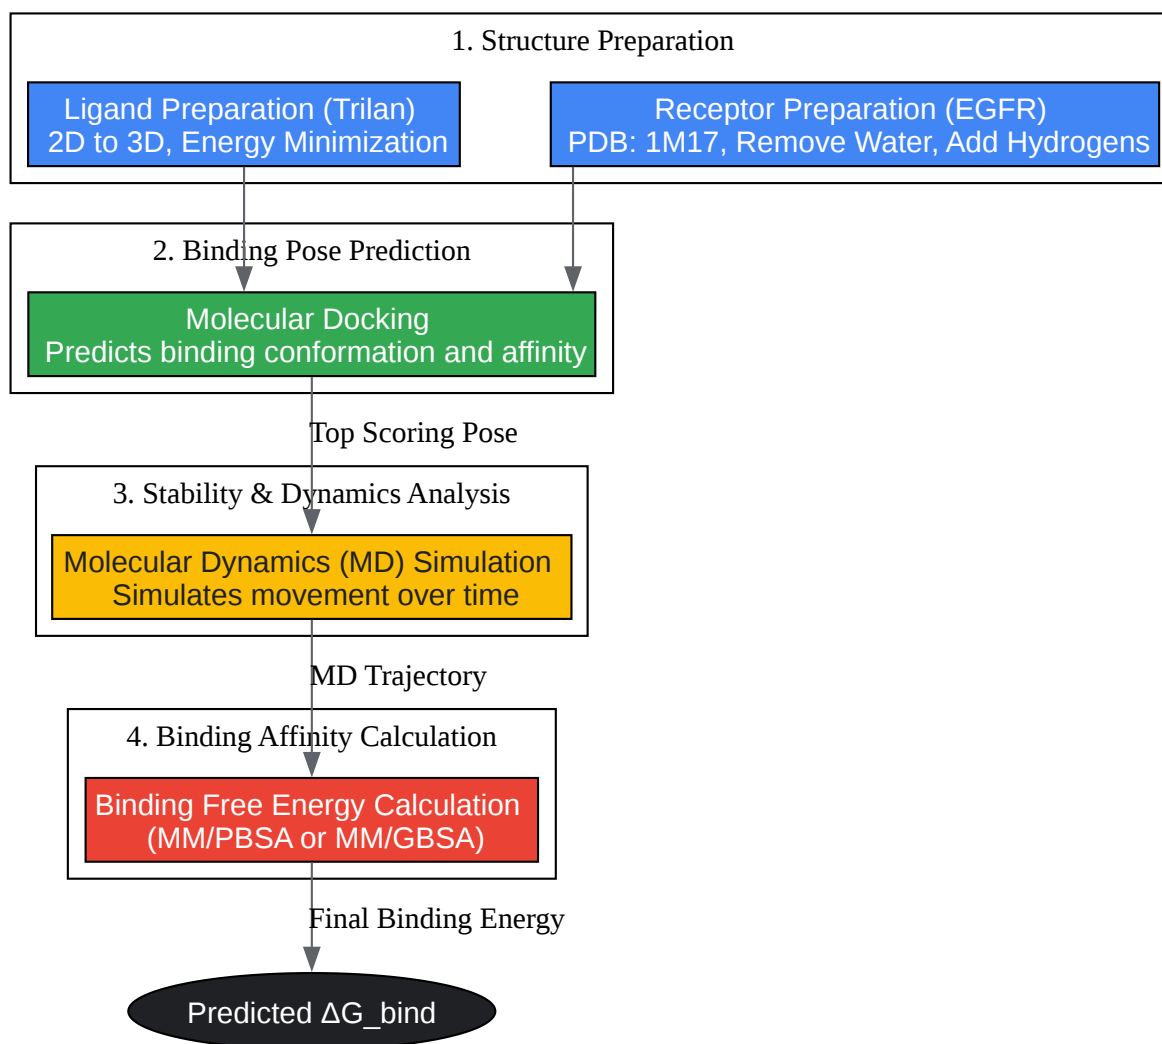 1. Structure Preparation
Ligand Preparation (Trilan)
2D to 3D, Energy Minimization
Receptor Preparation (EGFR)
PDB: 1M17, Remove Water, Add Hydrogens
2. Binding Pose Prediction
Molecular Docking
Predicts binding conformation and affinity
Top Scoring Pose
3. Stability & Dynamics Analysis
Molecular Dynamics (MD) Simulation
Simulates movement over time
MD Trajectory
4. Binding Affinity Calculation
Binding Free Energy Calculation
(MM/PBSA or MM/GBSA)
Final Binding Energy
Predicted ΔG_bind